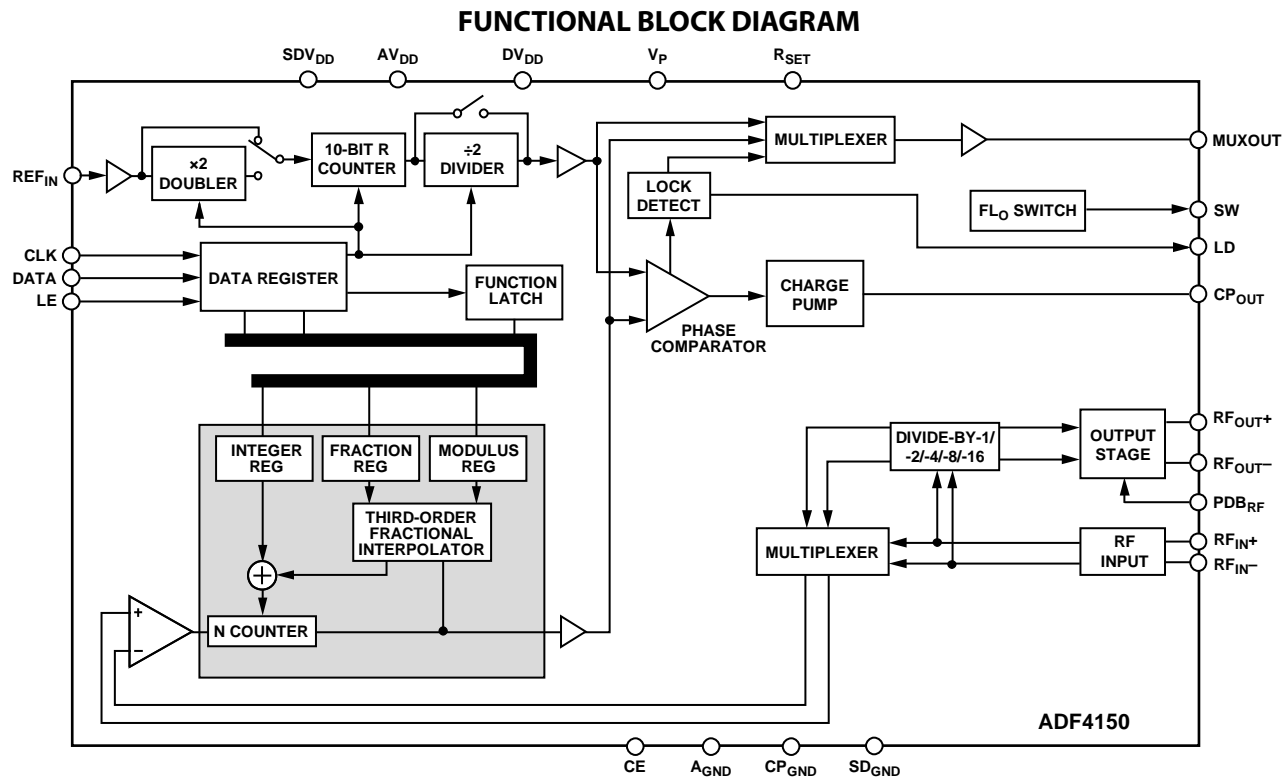 FUNCTIONAL BLOCK DIAGRAM
SDVDD
AVDD
DVDD
VP
RSET
REFIN
×2
DOUBLER
10-BIT R
COUNTER
÷2
DIVIDER
MULTIPLEXER
MUXOUT
LOCK
DETECT
FLO SWITCH
SW
LD
CLK
DATA
LE
DATA REGISTER
FUNCTION
LATCH
CHARGE
PUMP
CPOUT
PHASE
COMPARATOR
INTEGER
REG
FRACTION
REG
MODULUS
REG
THIRD-ORDER
FRACTIONAL
INTERPOLATOR
+
−
N COUNTER
DIVIDE-BY-1/
-2/-4/-8/-16
OUTPUT
STAGE
RFOUT+
RFOUT−
PDBRF
MULTIPLEXER
RF
INPUT
RFIN+
RFIN−
ADF4150
CE
AGND
CPGND
SDGND